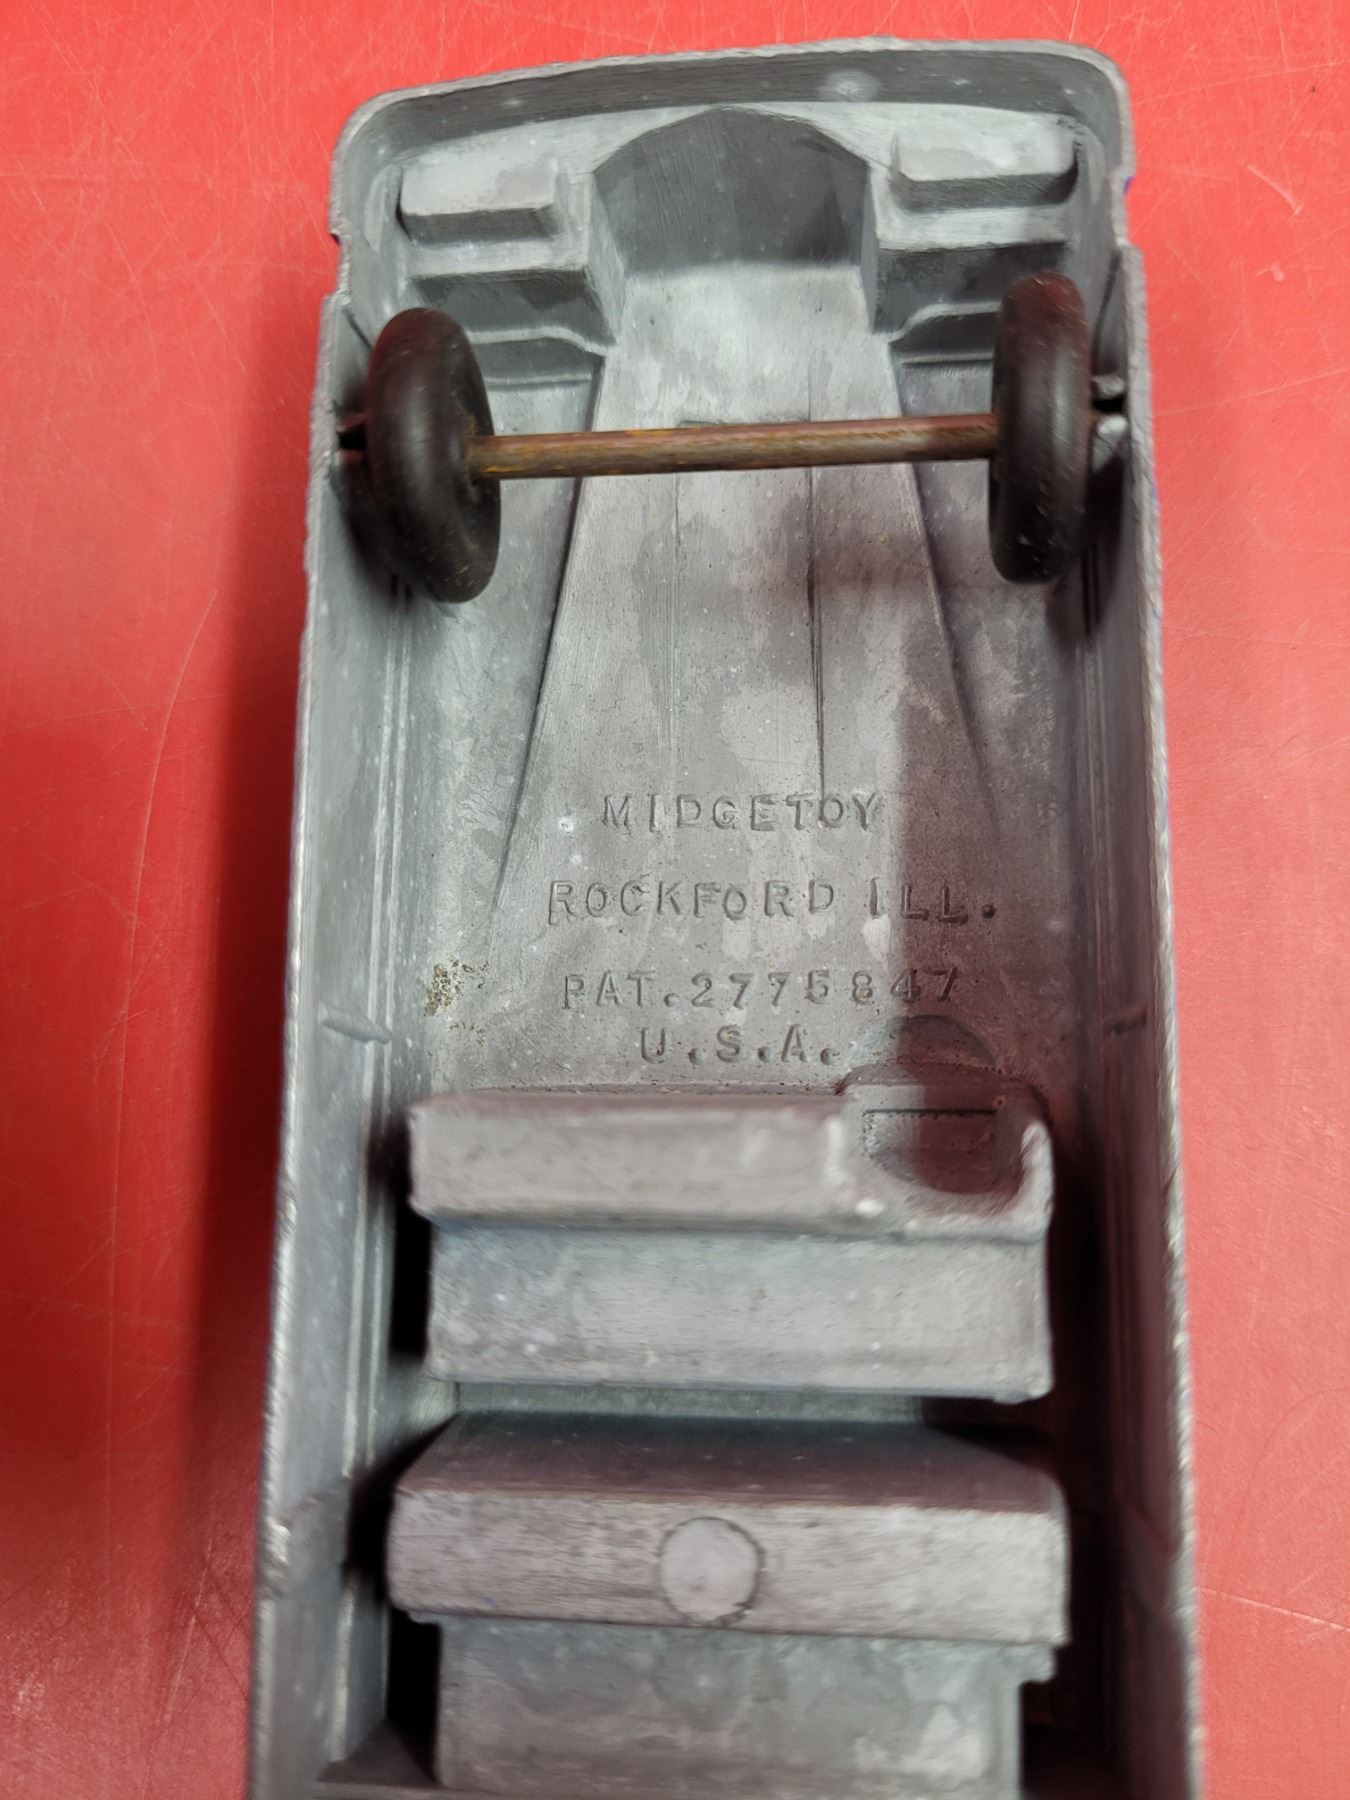 MIDGETOY
ROCKFORD ILL.
PAT.2775847
U.S.A.